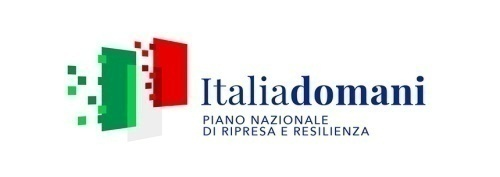 Italiadomani
PIANO NAZIONALE
DI RIPRESA E RESILIENZA